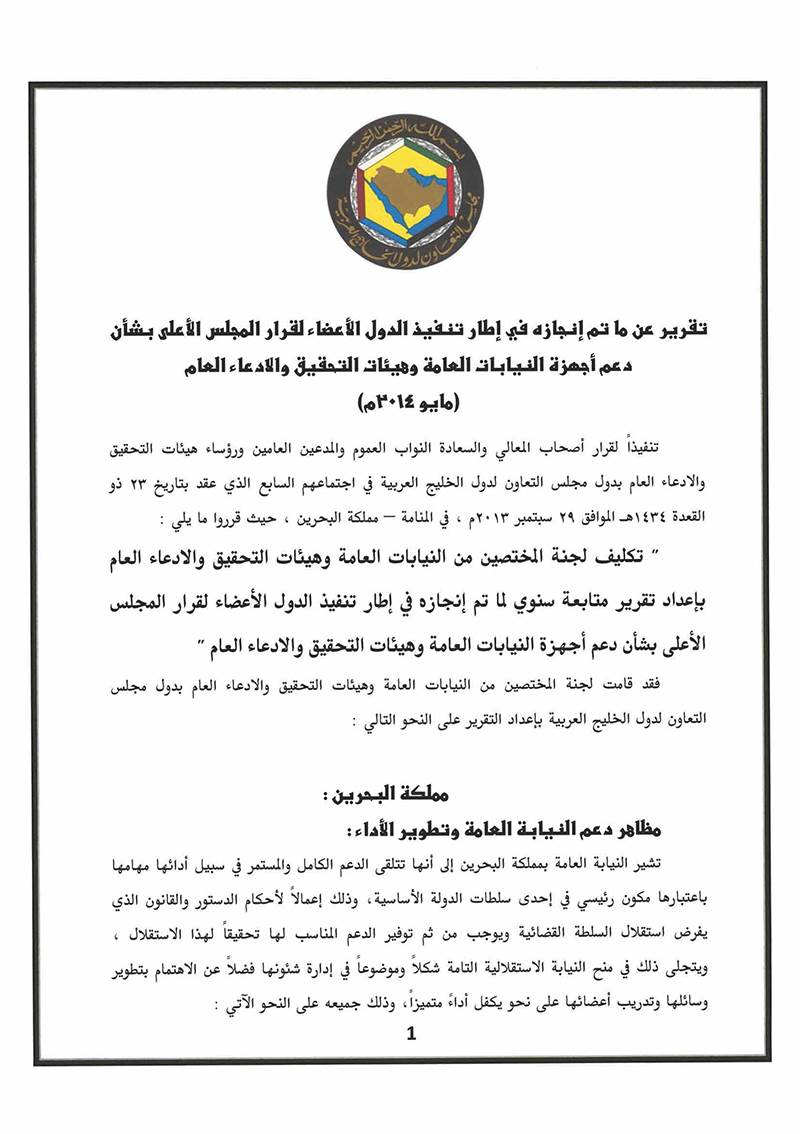 بسم الله الرحمن الرحيم
مجلس التعاون لدول الخليج العربية
تقرير عن ما تم إنجازه في إطار تنفيذ الدول الأعضاء لقرار المجلس الأعلى بشأن
دعم أجهزة النيابات العامة وهيئات التحقيق والادعاء العام
(مايو ٢٠١٤م)
تنفيذاً لقرار أصحاب المعالي والسعادة النواب العموم والمدعين العامين ورؤساء هيئات التحقيق
والادعاء العام بدول مجلس التعاون لدول الخليج العربية في اجتماعهم السابع الذي عقد بتاريخ ٢٣ ذو
القعدة ١٤٣٤هـ الموافق ٢٩ سبتمبر ٢٠١٣م ، في المنامة – مملكة البحرين ، حيث قرروا ما يلي :
" تكليف لجنة المختصين من النيابات العامة وهيئات التحقيق والادعاء العام
بإعداد تقرير متابعة سنوي لما تم إنجازه في إطار تنفيذ الدول الأعضاء لقرار المجلس
الأعلى بشأن دعم أجهزة النيابات العامة وهيئات التحقيق والادعاء العام "
فقد قامت لجنة المختصين من النيابات العامة وهيئات التحقيق والادعاء العام بدول مجلس
التعاون لدول الخليج العربية بإعداد التقرير على النحو التالي :
مملكة البحرين :
مظاهر دعم النيابة العامة وتطوير الأداء :
تشير النيابة العامة بمملكة البحرين إلى أنها تتلقى الدعم الكامل والمستمر في سبيل أدائها مهامها
باعتبارها مكون رئيسي في إحدى سلطات الدولة الأساسية، وذلك إعمالاً لأحكام الدستور والقانون الذي
يفرض استقلال السلطة القضائية ويوجب من ثم توفير الدعم المناسب لها تحقيقاً لهذا الاستقلال ،
ويتجلى ذلك في منح النيابة الاستقلالية التامة شكلاً وموضوعاً في إدارة شئونها فضلاً عن الاهتمام بتطوير
وسائلها وتدريب أعضائها على نحو يكفل أداءً متميزاً، وذلك جميعه على النحو الآتي :
1